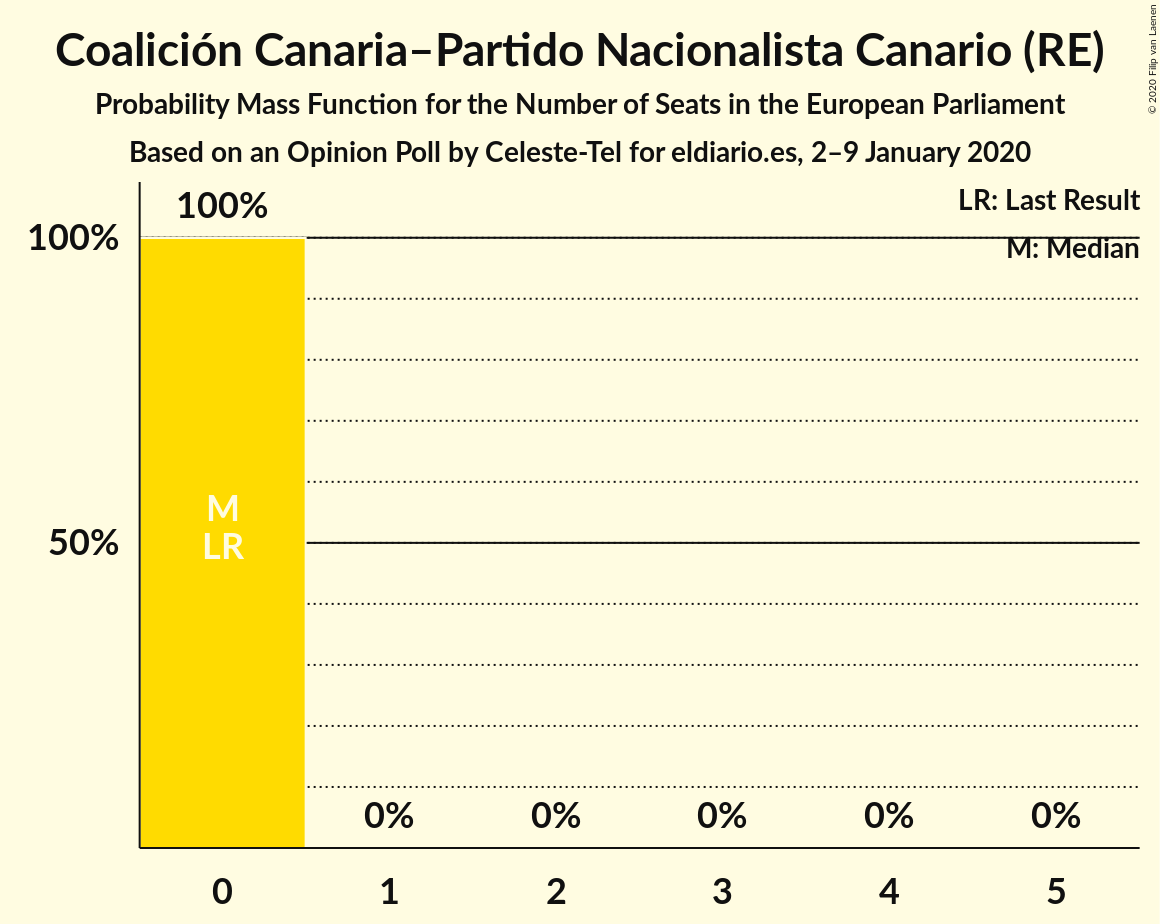 Coalición Canaria–Partido Nacionalista Canario (RE)
Probability Mass Function for the Number of Seats in the European Parliament
Based on an Opinion Poll by Celeste-Tel for eldiario.es, 2–9 January 2020
© 2020 Filip van Laenen
LR: Last Result
M: Median
100%
100%
50%
M
LR
0% 0% 0% 0% 0%
0 1 2 3 4 5